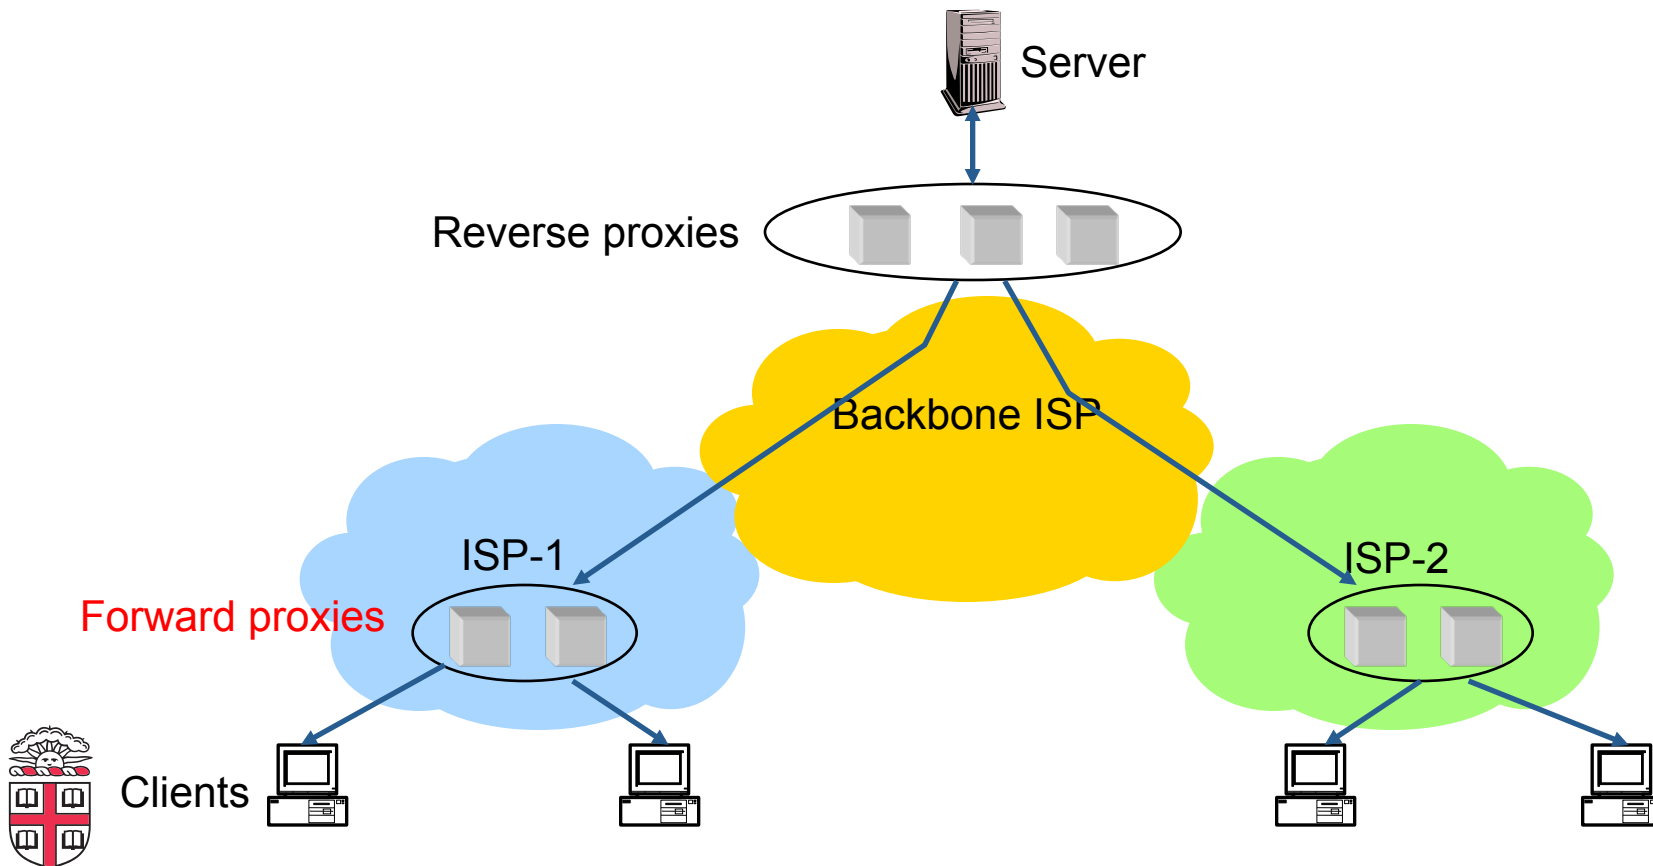 Server
Reverse proxies
Backbone ISP
ISP-1
ISP-2
Forward proxies
Clients